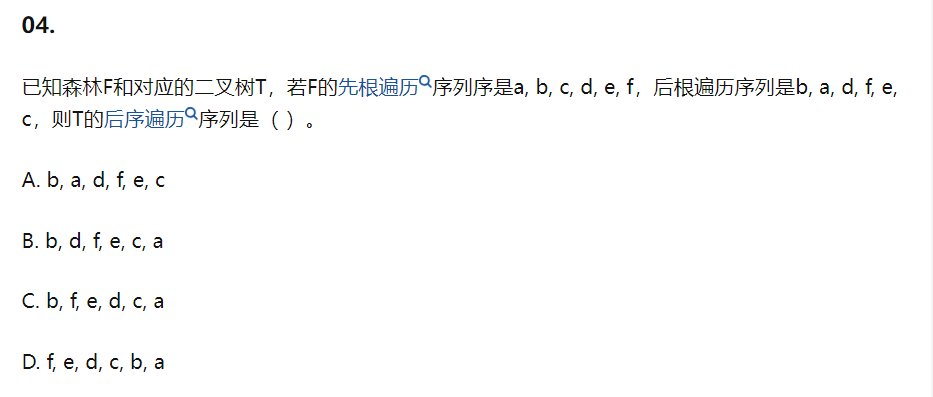 04.
已知森林F和对应的二叉树T，若F的先根遍历序列序是a, b, c, d, e, f，后根遍历序列是b, a, d, f, e,
c，则T的后序遍历序列是（ ）。
A. b, a, d, f, e, c
B. b, d, f, e, c, a
C. b, f, e, d, c, a
D. f, e, d, c, b, a